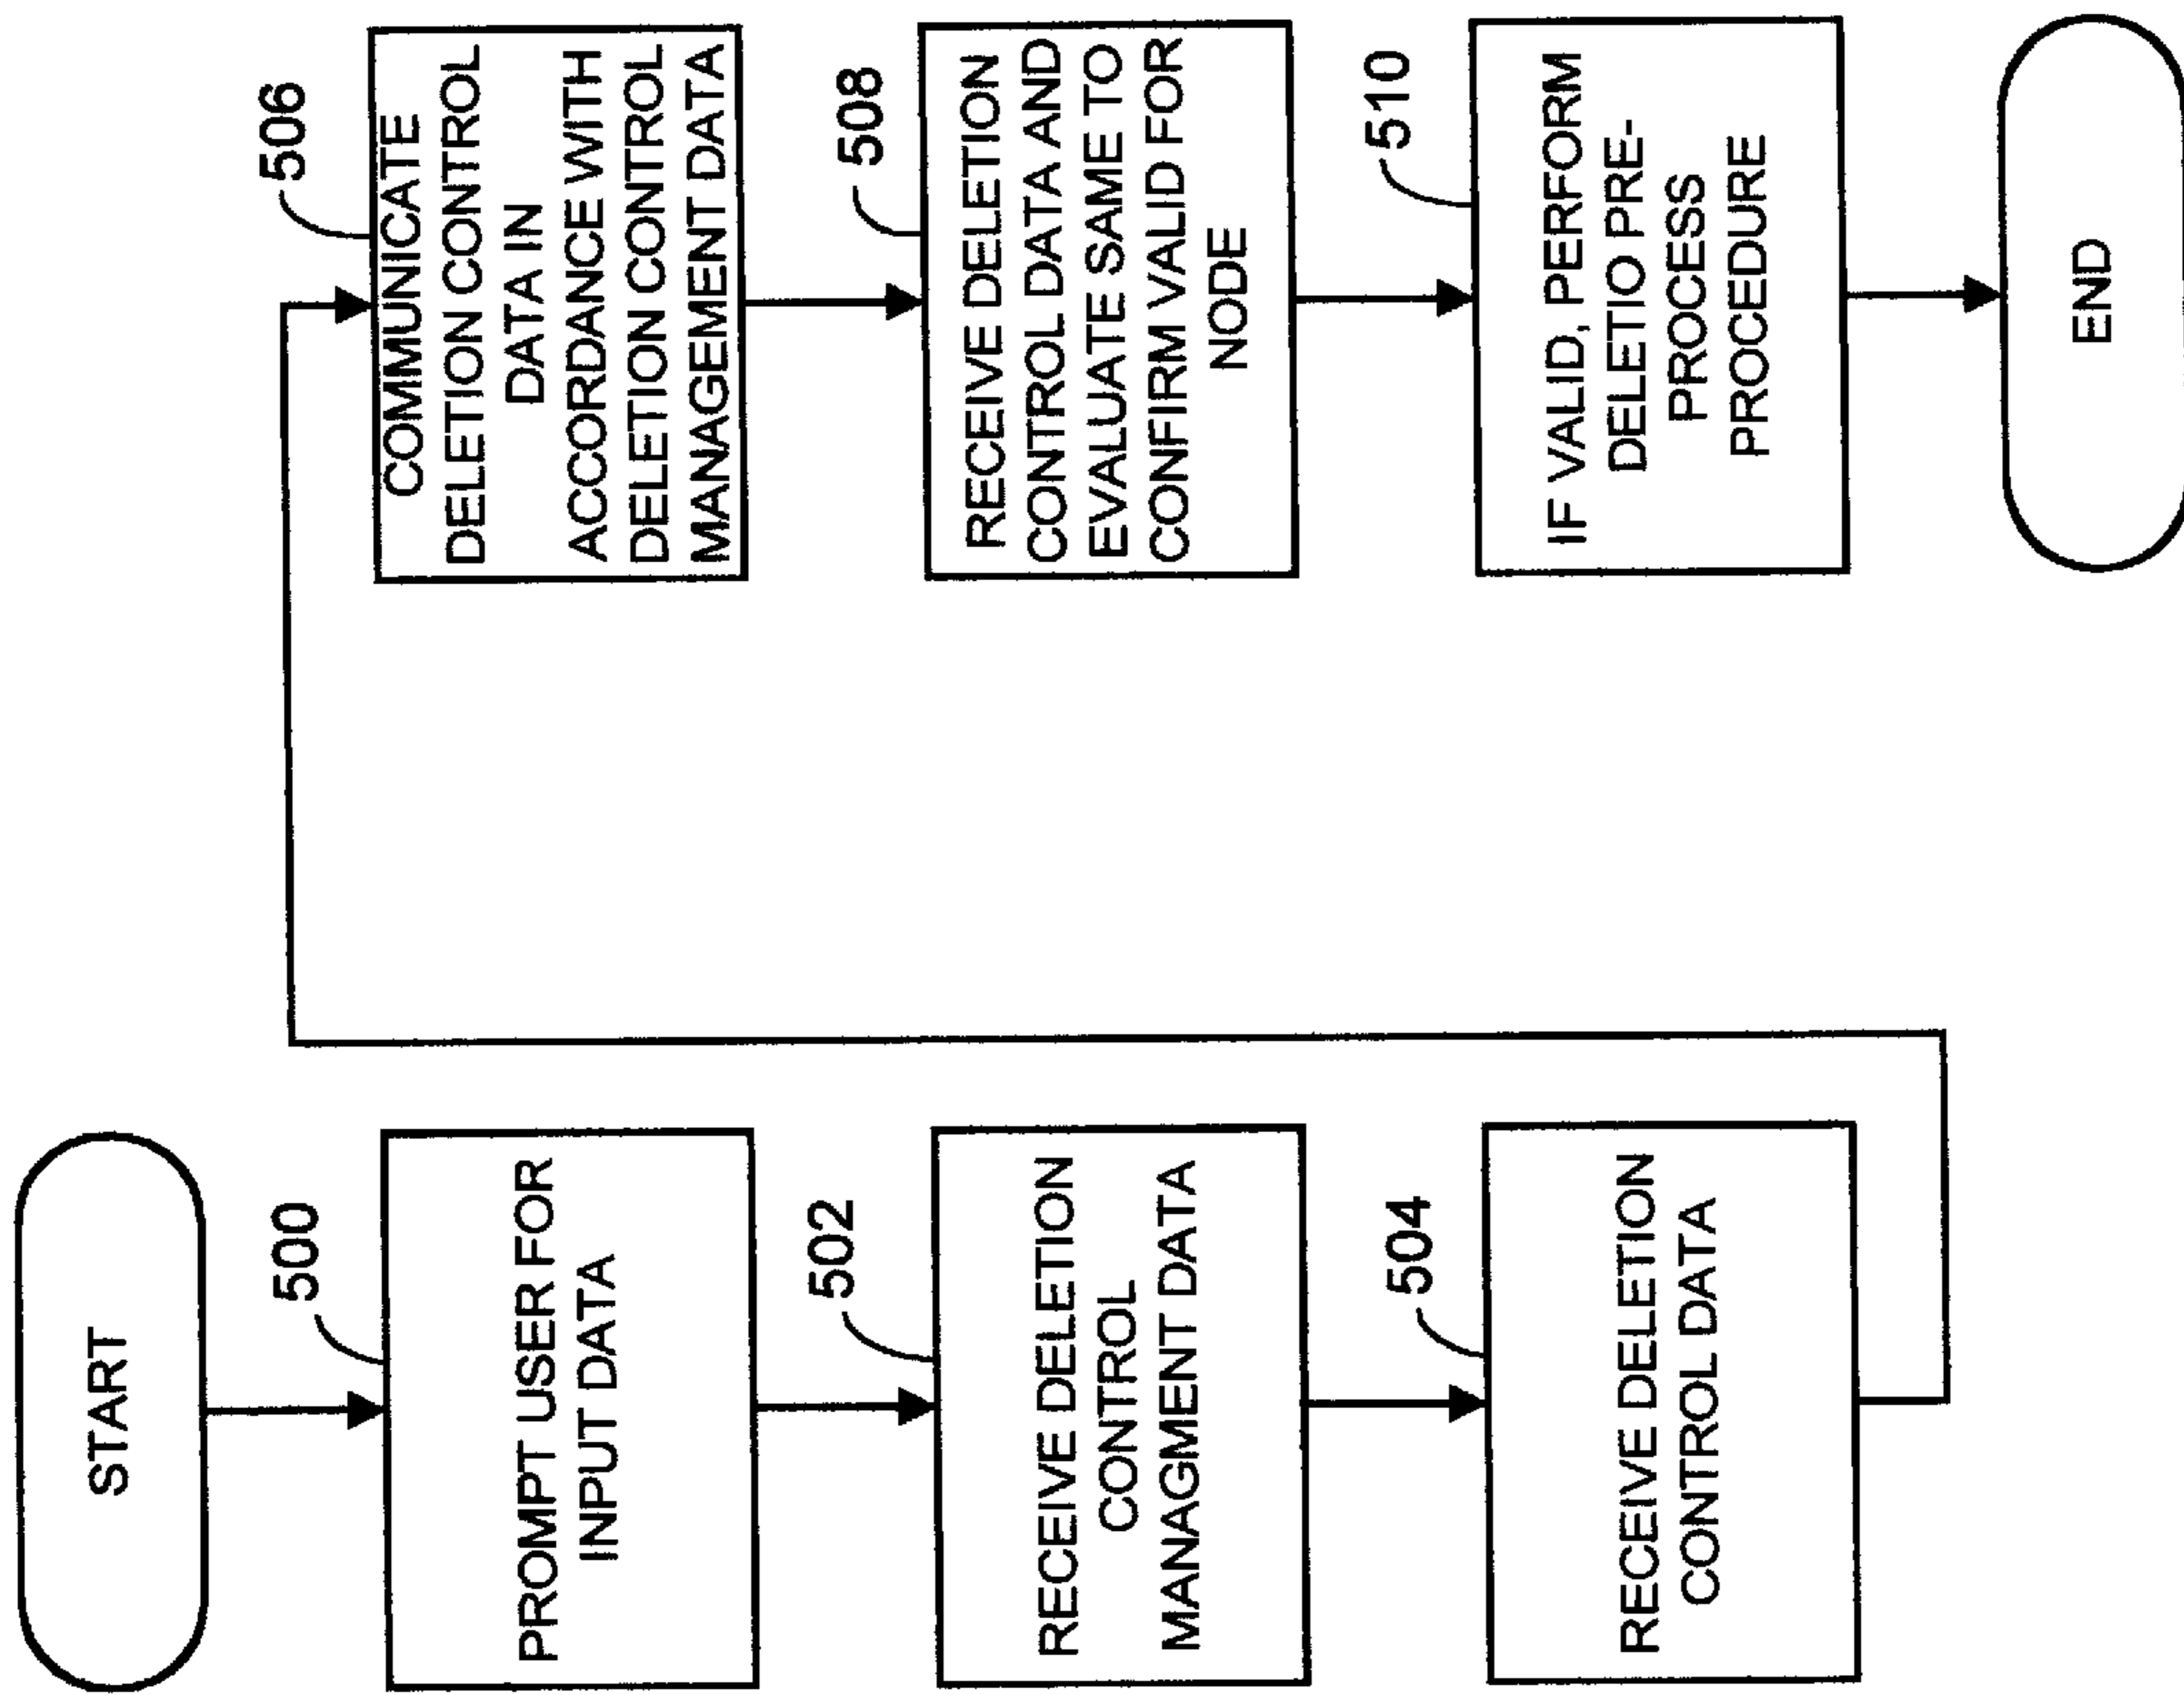 START
500
PROMPT USER FOR
INPUT DATA
502
RECEIVE DELETION
CONTROL
MANAGMENT DATA
504
RECEIVE DELETION
CONTROL DATA
506
COMMUNICATE
DELETION CONTROL
DATA IN
ACCORDANCE WITH
DELETION CONTROL
MANAGEMENT DATA
508
RECEIVE DELETION
CONTROL DATA AND
EVALUATE SAME TO
CONFIRM VALID FOR
NODE
510
IF VALID, PERFORM
DELETIO PRE-
PROCESS
PROCEDURE
END